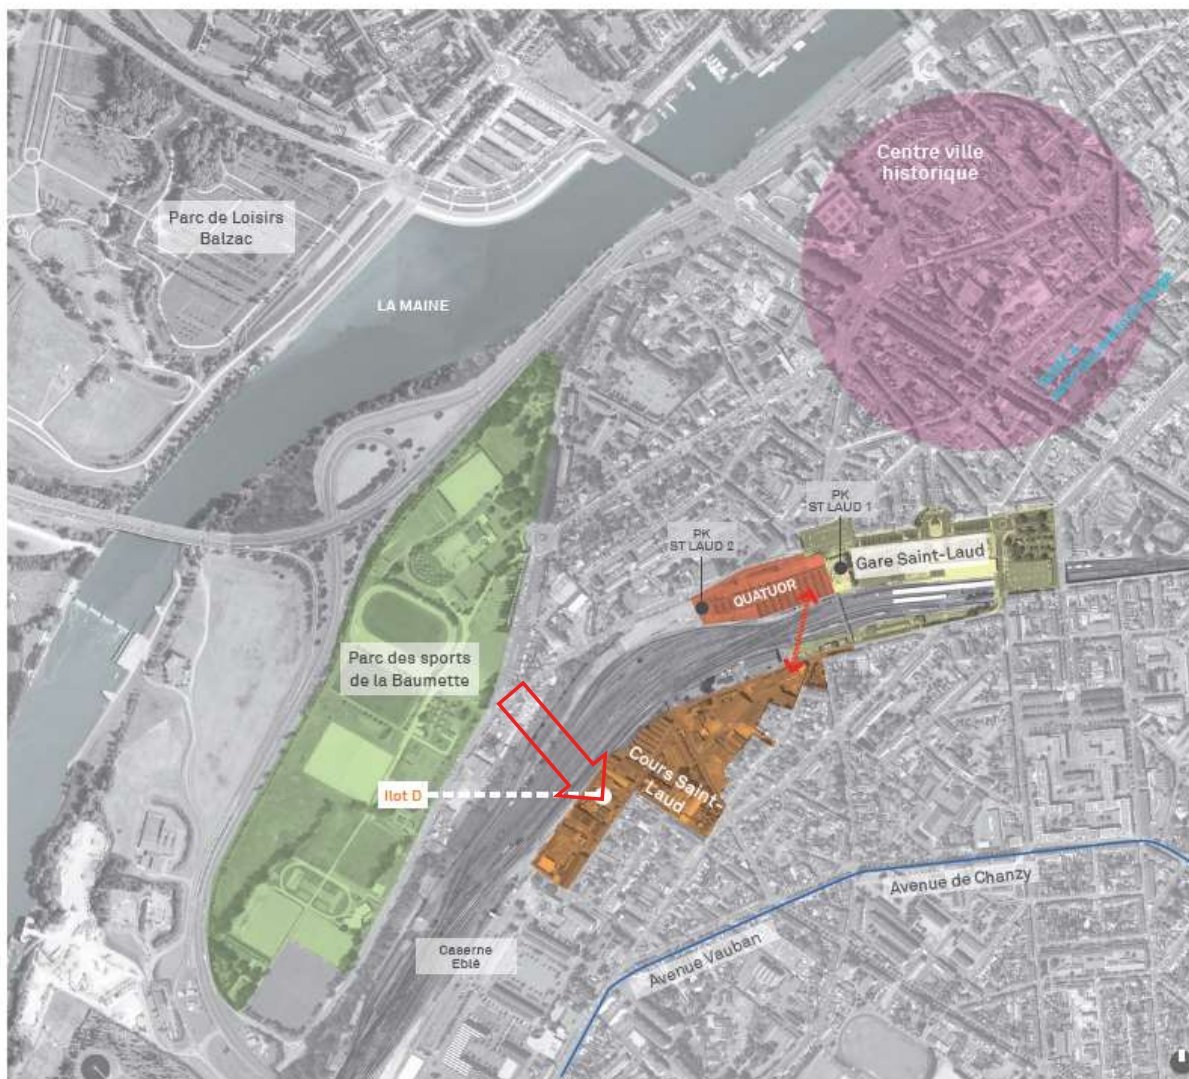 Centre ville
historique
Parc de Loisirs
Balzac
LA MAINE
PK
ST LAUD 1
PK
ST LAUD 2
Gare Saint-Laud
QUATUOR
Parc des sports
de la Baumette
Cours Saint-
Laud
Ilot D
Avenue de Chanzy
Avenue Vauban
Caserne
Eblé